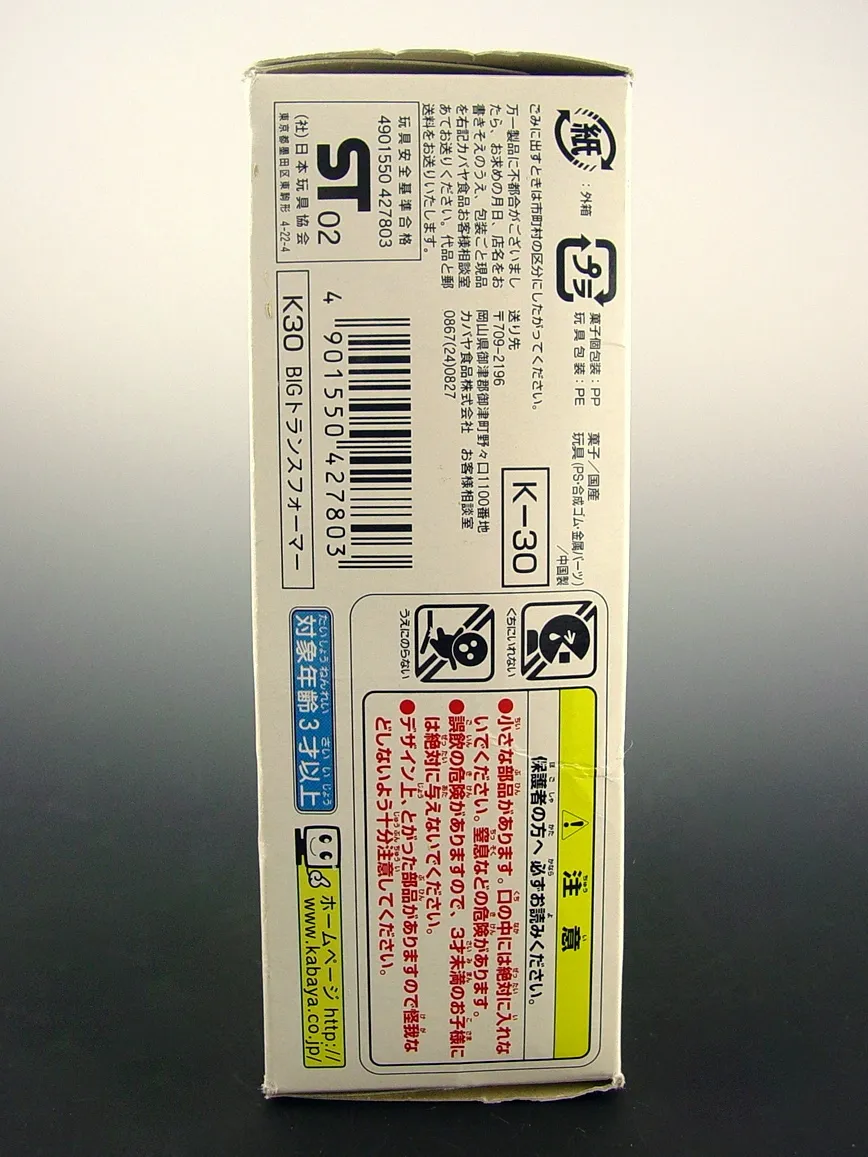 紙
：外箱
プラ
菓子個包装：PP
玩具包装：PE
菓子／国産
玩具(PS・合成ゴム・金属パーツ)
／中国製
ごみに出すときは市町村の区分にしたがってください。
万一製品に不都合がございまし
たら、お求めの月日、店名をお
書きそえのうえ、包装ごと現品
を右記カバヤ食品お客様相談室
あてお送りください。代品と郵
送料をお送りいたします。
送り先
〒709-2196
岡山県御津郡御津町野々口1100番地
カバヤ食品株式会社 お客様相談室
0867(24)0827
K-30
玩具安全基準合格
4901550 427803
ST 02
(社)日本玩具協会
東京都墨田区東駒形 4-22-4
4 901550 427803
K30 BIGトランスフォーマー
くちにいれない
うえにのらない
注意
保護者の方へ 必ずお読みください。
●小さな部品があります。口の中には絶対に入れな
いでください。窒息などの危険があります。
●誤飲の危険がありますので、3才未満のお子様に
は絶対に与えないでください。
●デザイン上、とがった部品がありますので怪我な
どしないよう十分注意してください。
対象年齢3才以上
ホームページ http://
www.kabaya.co.jp/